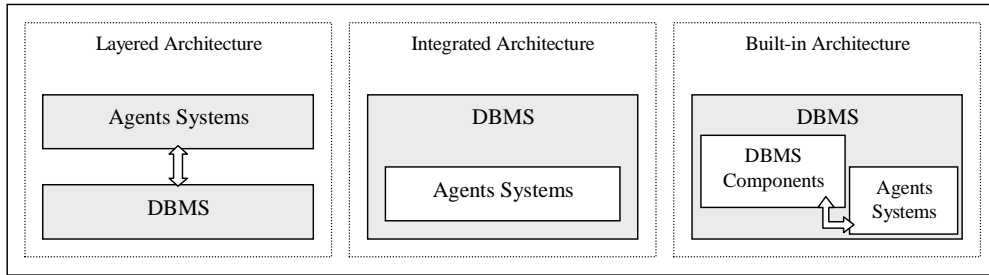 Layered Architecture
Agents Systems
DBMS
Integrated Architecture
DBMS
Agents Systems
Built-in Architecture
DBMS
DBMS
Components
Agents
Systems